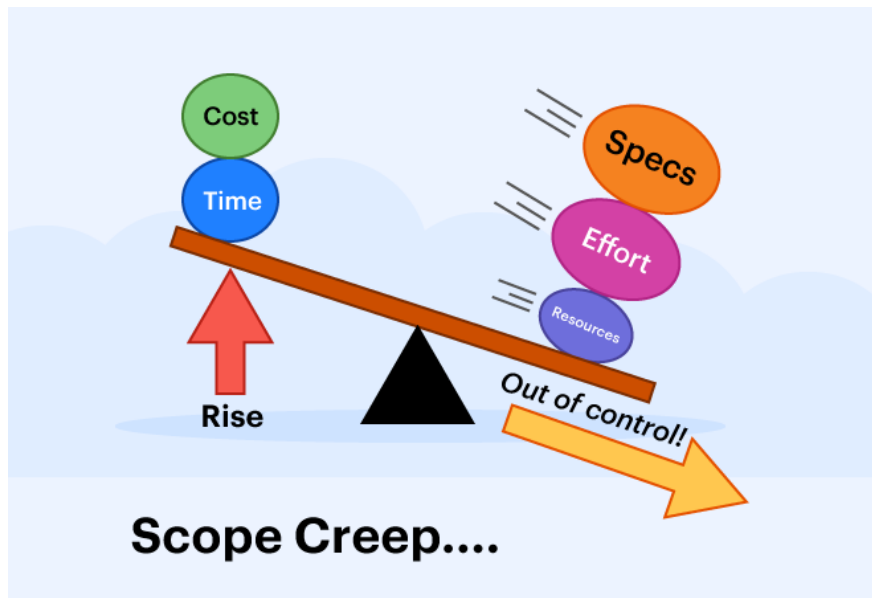 Cost
Time
Rise
Specs
Effort
Resources
Out of control!
Scope Creep....